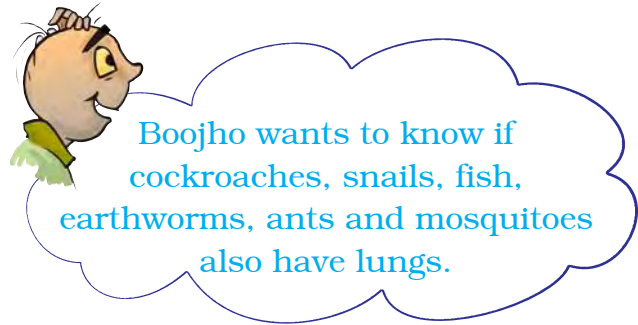 Boojho wants to know if
cockroaches, snails, fish,
earthworms, ants and mosquitoes
also have lungs.